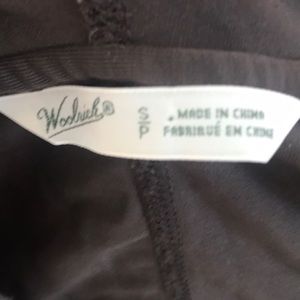 Woolrich®
S
P
. MADE IN CHINA
FABRIQUÉ EN CHINE